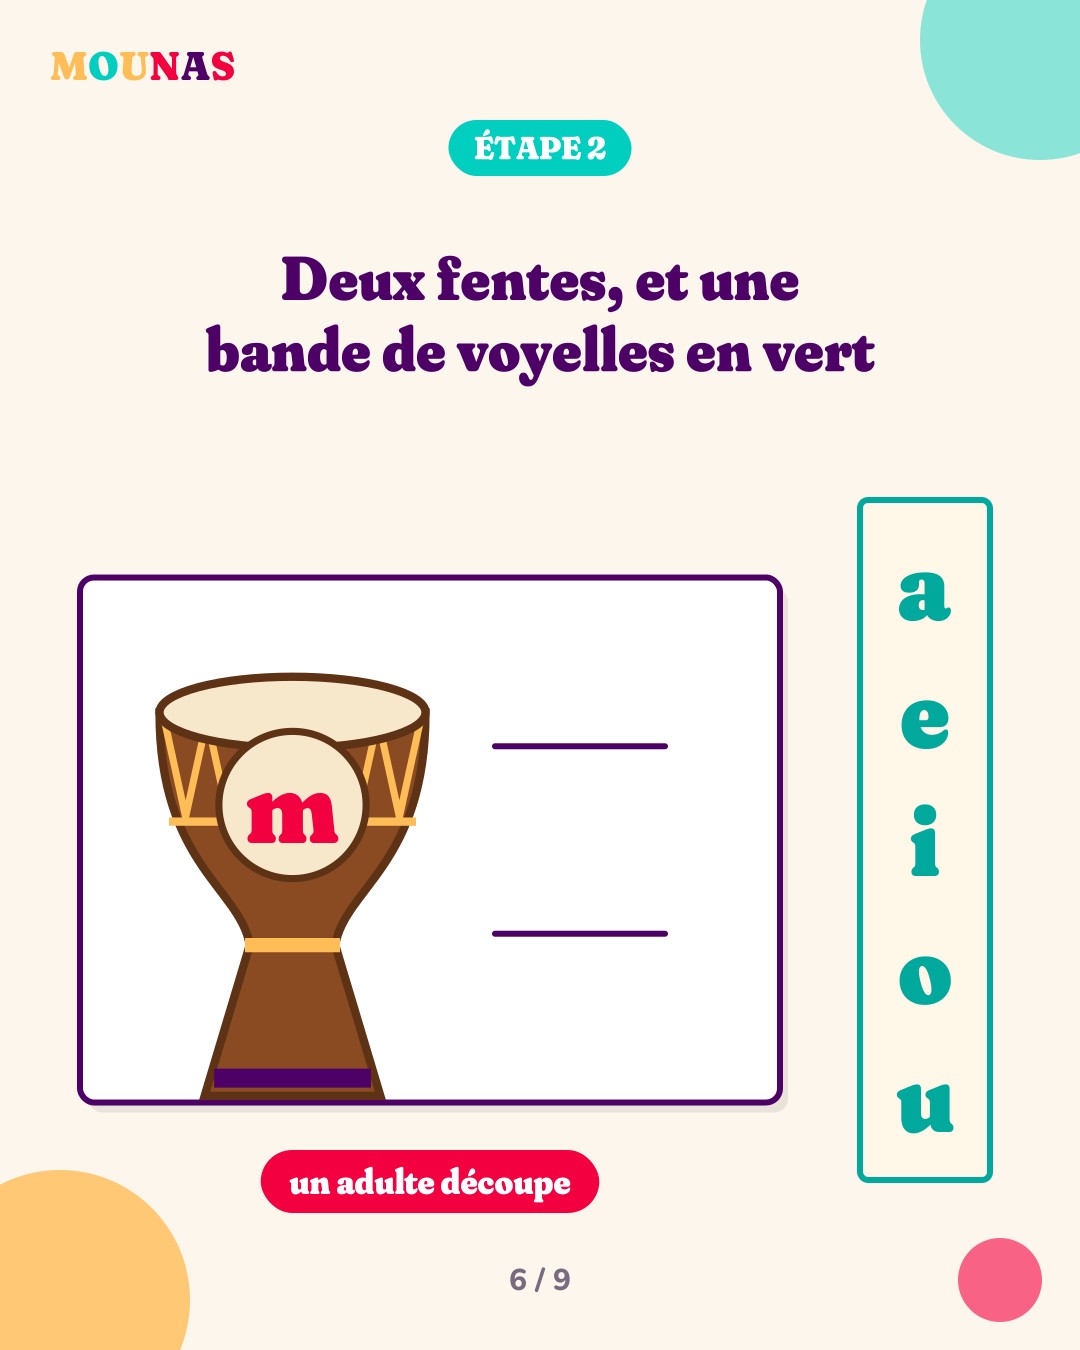 MOUNAS
ÉTAPE 2
Deux fentes, et une
bande de voyelles en vert
m
a
e
i
o
u
un adulte découpe
6 / 9